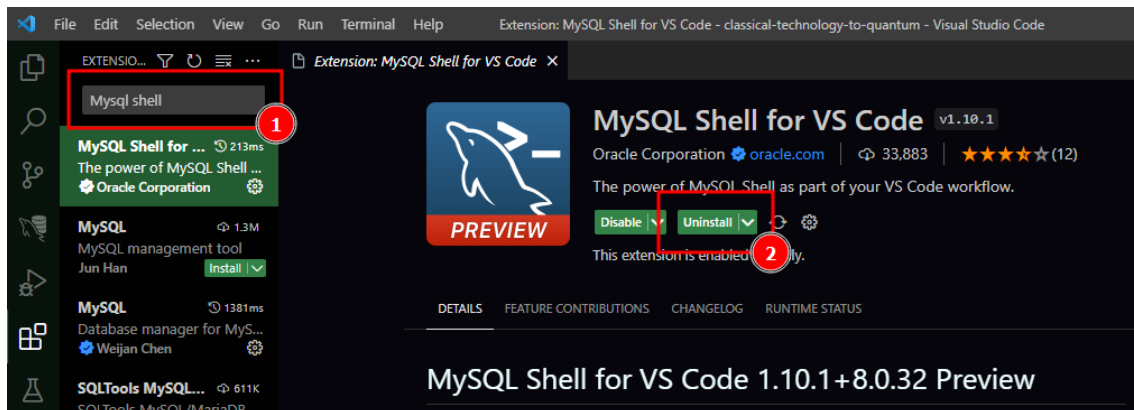 File Edit Selection View Go Run Terminal Help Extension: MySQL Shell for VS Code - classical-technology-to-quantum - Visual Studio Code
EXTENSIO...
Extension: MySQL Shell for VS Code
Mysql shell
1
MySQL Shell for ... 213ms
The power of MySQL Shell ...
Oracle Corporation
MySQL 1.3M
MySQL management tool
Jun Han Install
MySQL 1381ms
Database manager for MyS...
Weijan Chen
SQLTools MySQL... 611K
SQLTools MySQL/MariaDB
PREVIEW
MySQL Shell for VS Code v1.10.1
Oracle Corporation oracle.com 33,883 (12)
The power of MySQL Shell as part of your VS Code workflow.
Disable Uninstall
2
This extension is enabled
DETAILS FEATURE CONTRIBUTIONS CHANGELOG RUNTIME STATUS
MySQL Shell for VS Code 1.10.1+8.0.32 Preview